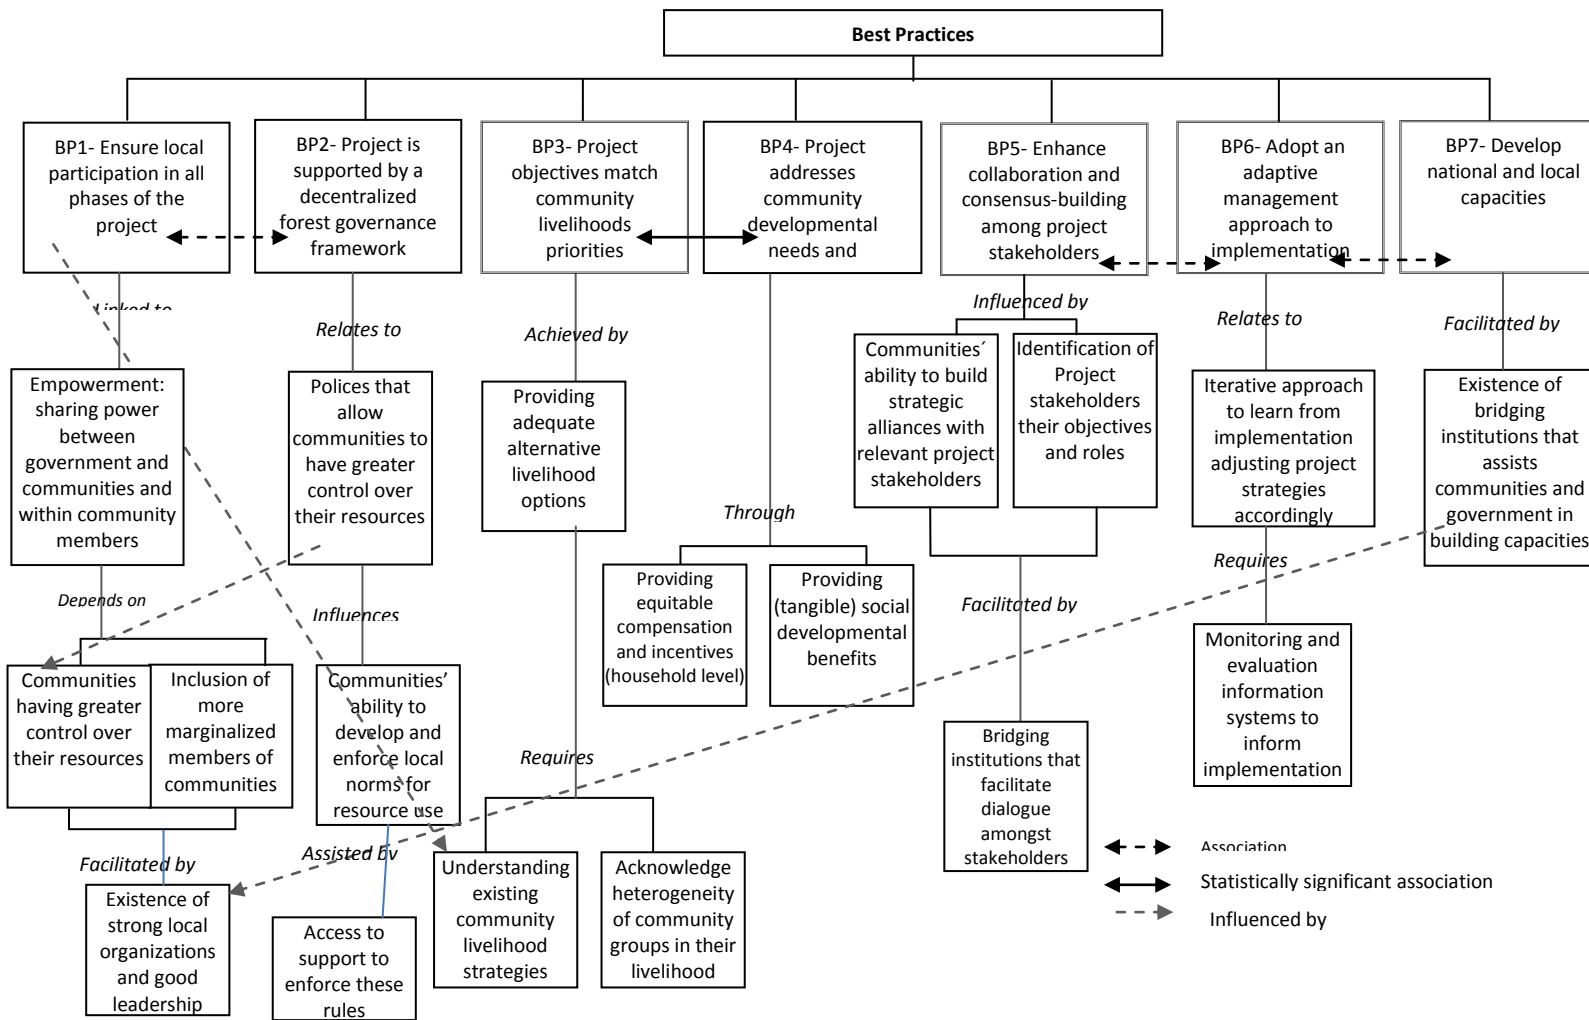 Best Practices
BP1- Ensure local
participation in all
phases of the
project
BP2- Project is
supported by a
decentralized
forest governance
framework
BP3- Project
objectives match
community
livelihoods
priorities
BP4- Project
addresses
community
developmental
needs and
BP5- Enhance
collaboration and
consensus-building
among project
stakeholders
BP6- Adopt an
adaptive
management
approach to
implementation
BP7- Develop
national and local
capacities
Linked to
Relates to
Achieved by
Influenced by
Relates to
Facilitated by
Empowerment:
sharing power
between
government and
communities and
within community
members
Polices that
allow
communities to
have greater
control over
their resources
Providing
adequate
alternative
livelihood
options
Communities´
ability to build
strategic
alliances with
relevant project
stakeholders
Identification of
Project
stakeholders
their objectives
and roles
Iterative approach
to learn from
implementation
adjusting project
strategies
accordingly
Existence of
bridging
institutions that
assists
communities and
government in
building capacities
Depends on
Influences
Through
Facilitated by
Requires
Communities
having greater
control over
their resources
Inclusion of
more
marginalized
members of
communities
Communities’
ability to
develop and
enforce local
norms for
resource use
Providing
equitable
compensation
and incentives
(household level)
Providing
(tangible) social
developmental
benefits
Monitoring and
evaluation
information
systems to
inform
implementation
Requires
Bridging
institutions that
facilitate
dialogue
amongst
stakeholders
Facilitated by
Assisted by
Existence of
strong local
organizations
and good
leadership
Access to
support to
enforce these
rules
Understanding
existing
community
livelihood
strategies
Acknowledge
heterogeneity
of community
groups in their
livelihood
Association
Statistically significant association
Influenced by